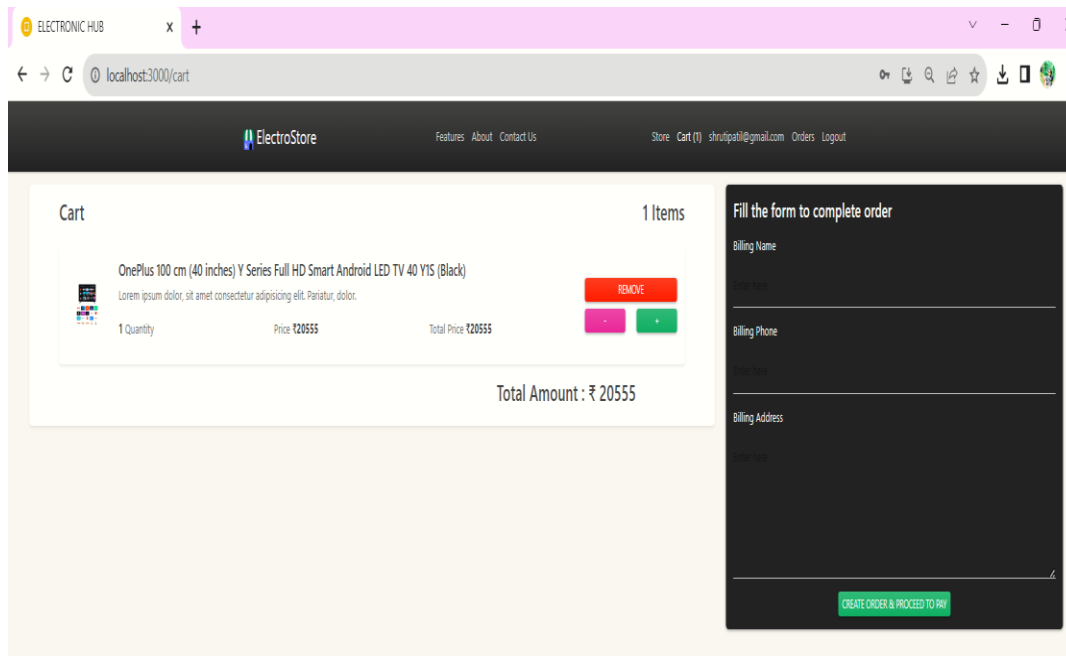 ELECTRONIC HUB
localhost:3000/cart
ElectroStore
Features About Contact Us
Store Cart (1) shrutipatil@gmail.com Orders Logout
Cart
1 Items
OnePlus 100 cm (40 inches) Y Series Full HD Smart Android LED TV 40 Y1S (Black)
Lorem ipsum dolor, sit amet consectetur adipisicing elit. Pariatur, dolor.
1 Quantity
Price ₹20555
Total Price ₹20555
REMOVE
-
+
Total Amount : ₹ 20555
Fill the form to complete order
Billing Name
Enter here
Billing Phone
Enter here
Billing Address
Enter here
CREATE ORDER & PROCEED TO PAY